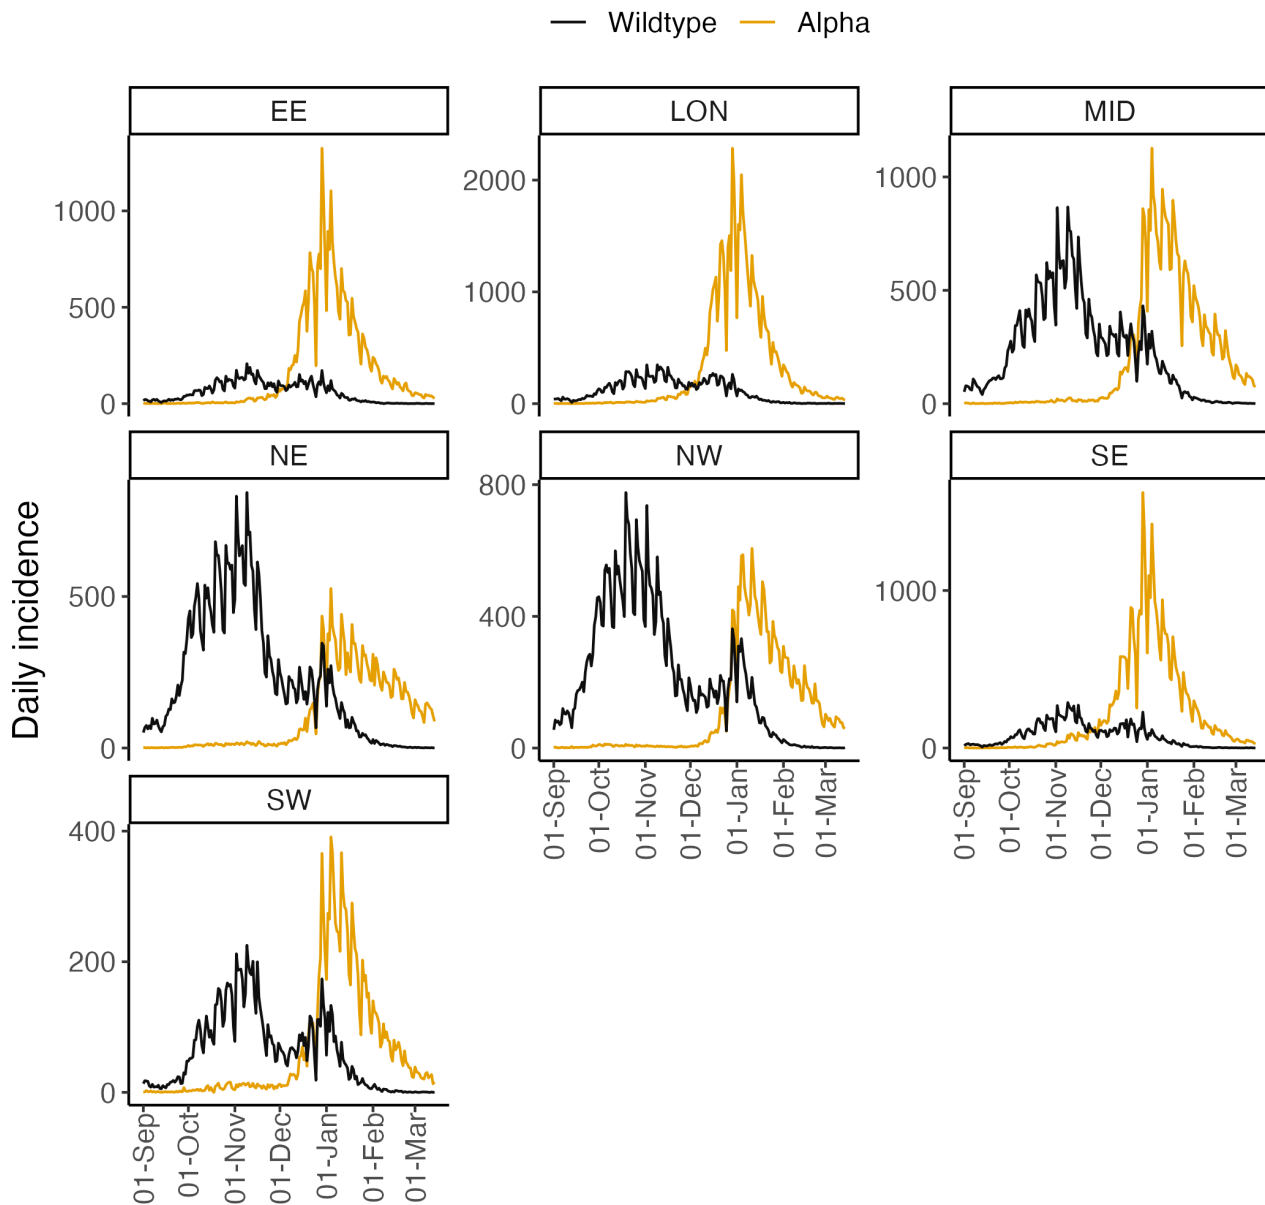 Wildtype Alpha
EE LON MID
1000
500
0
2000
1000
0
1000
500
0
NE NW SE
Daily incidence
500
0
800
400
0
1000
0
01-Sep 01-Oct 01-Nov 01-Dec 01-Jan 01-Feb 01-Mar
01-Sep 01-Oct 01-Nov 01-Dec 01-Jan 01-Feb 01-Mar
SW
400
200
0
01-Sep 01-Oct 01-Nov 01-Dec 01-Jan 01-Feb 01-Mar